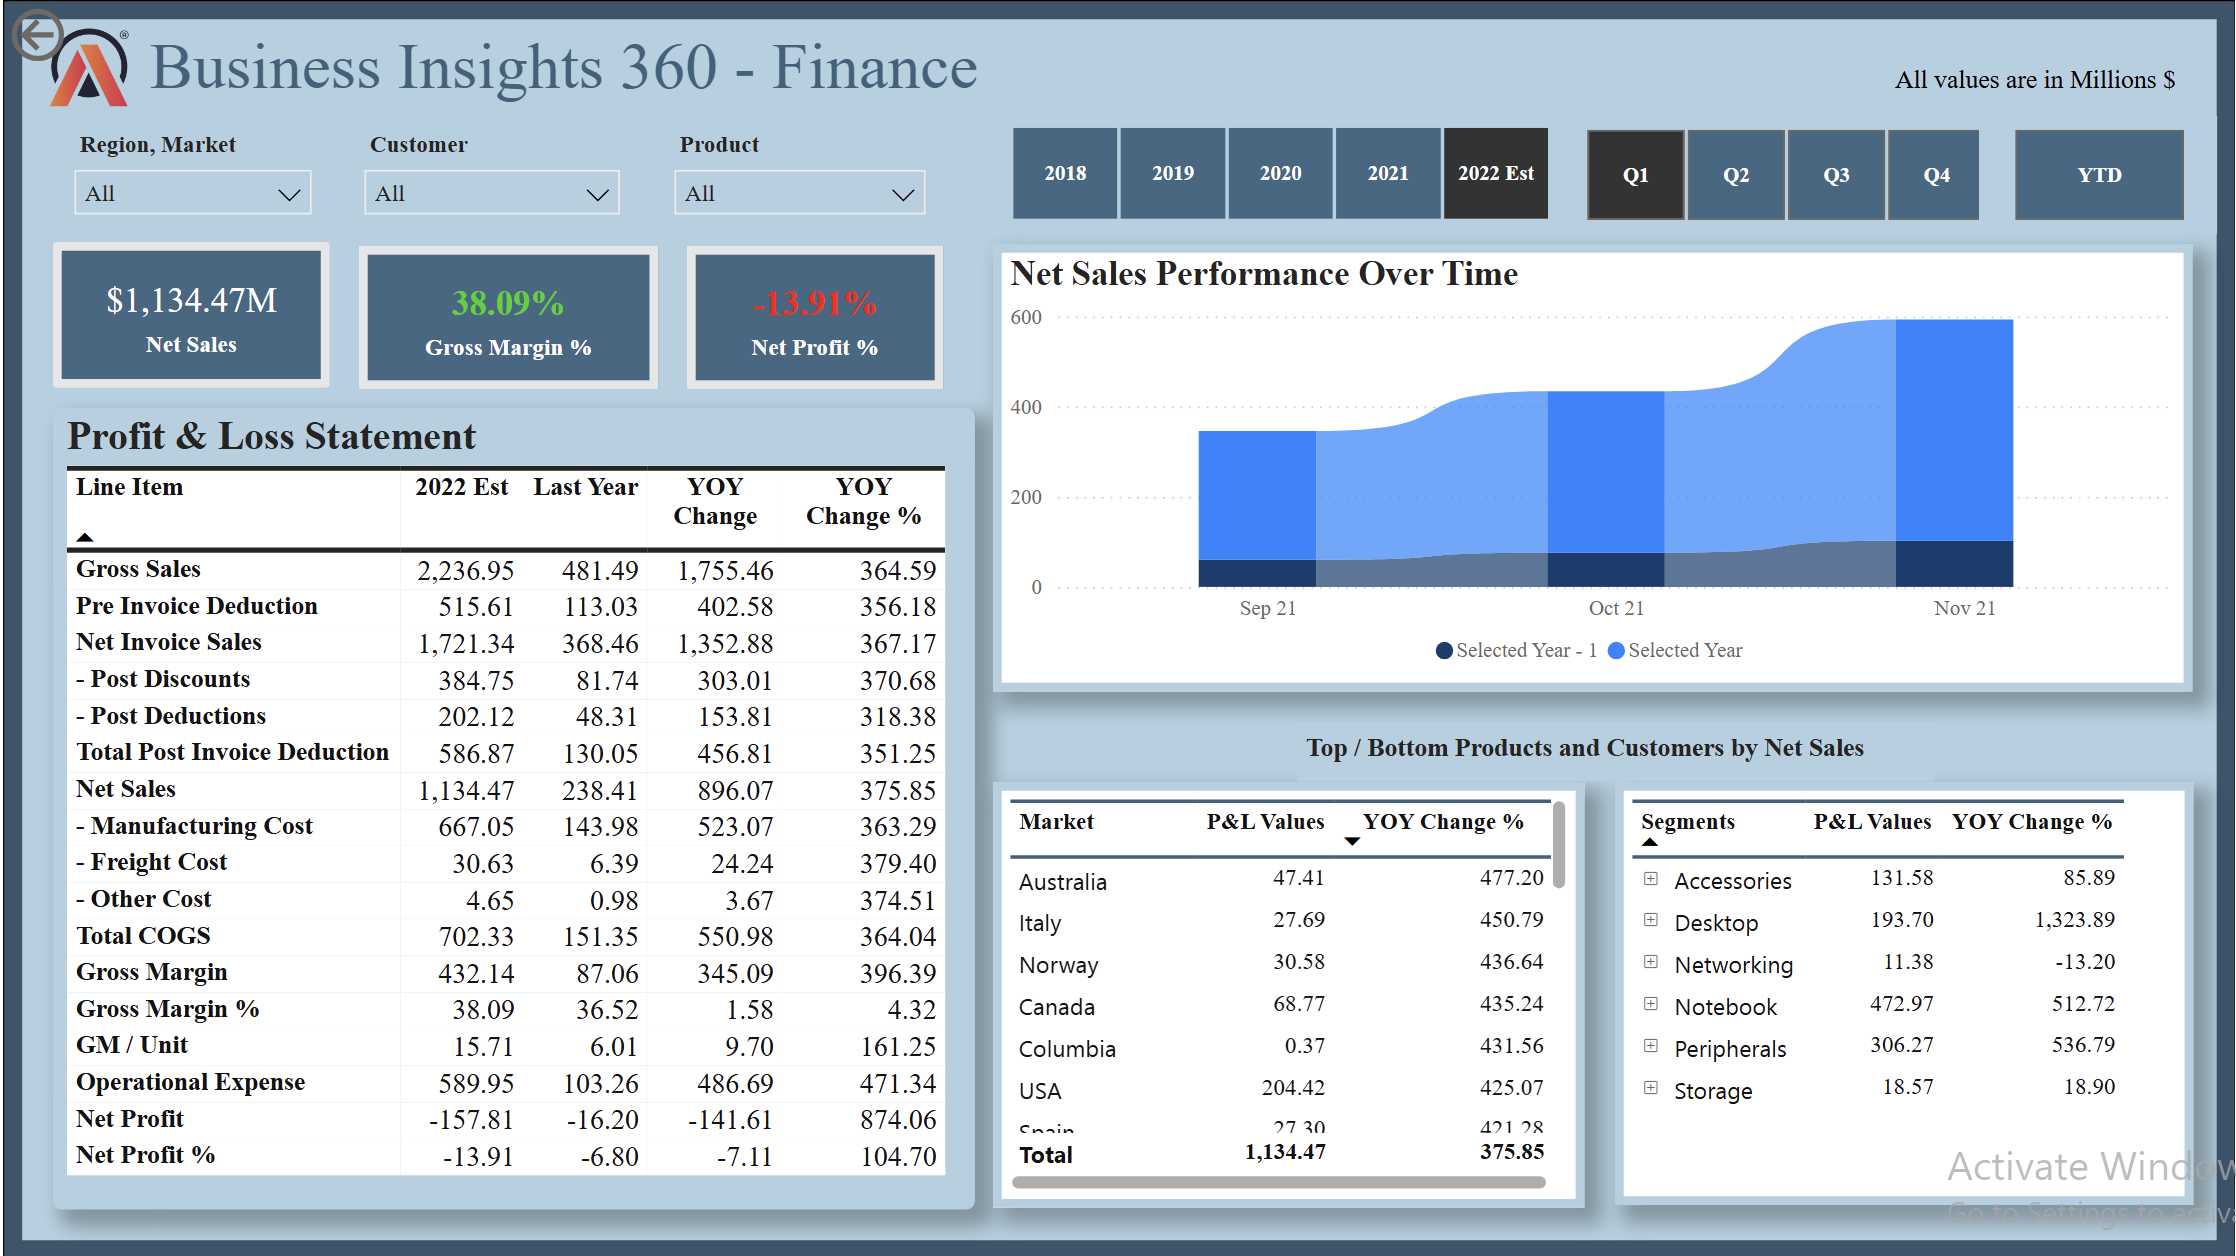 ®
Business Insights 360 - Finance
All values are in Millions $
Region, Market
Customer
Product
All
All
All
2018
2019
2020
2021
2022 Est
Q1
Q2
Q3
Q4
YTD
$1,134.47M
Net Sales
38.09%
Gross Margin %
-13.91%
Net Profit %
Profit & Loss Statement
Line Item 2022 Est Last Year YOY Change YOY Change %
Gross Sales 2,236.95 481.49 1,755.46 364.59
Pre Invoice Deduction 515.61 113.03 402.58 356.18
Net Invoice Sales 1,721.34 368.46 1,352.88 367.17
- Post Discounts 384.75 81.74 303.01 370.68
- Post Deductions 202.12 48.31 153.81 318.38
Total Post Invoice Deduction 586.87 130.05 456.81 351.25
Net Sales 1,134.47 238.41 896.07 375.85
- Manufacturing Cost 667.05 143.98 523.07 363.29
- Freight Cost 30.63 6.39 24.24 379.40
- Other Cost 4.65 0.98 3.67 374.51
Total COGS 702.33 151.35 550.98 364.04
Gross Margin 432.14 87.06 345.09 396.39
Gross Margin % 38.09 36.52 1.58 4.32
GM / Unit 15.71 6.01 9.70 161.25
Operational Expense 589.95 103.26 486.69 471.34
Net Profit -157.81 -16.20 -141.61 874.06
Net Profit % -13.91 -6.80 -7.11 104.70
Net Sales Performance Over Time
600
400
200
0
Sep 21
Oct 21
Nov 21
Selected Year - 1 Selected Year
Top / Bottom Products and Customers by Net Sales
Market P&L Values YOY Change %
Australia 47.41 477.20
Italy 27.69 450.79
Norway 30.58 436.64
Canada 68.77 435.24
Columbia 0.37 431.56
USA 204.42 425.07
Spain 27.30 421.28
Total 1,134.47 375.85
Segments P&L Values YOY Change %
Accessories 131.58 85.89
Desktop 193.70 1,323.89
Networking 11.38 -13.20
Notebook 472.97 512.72
Peripherals 306.27 536.79
Storage 18.57 18.90
Activate Window
Go to Settings to activa